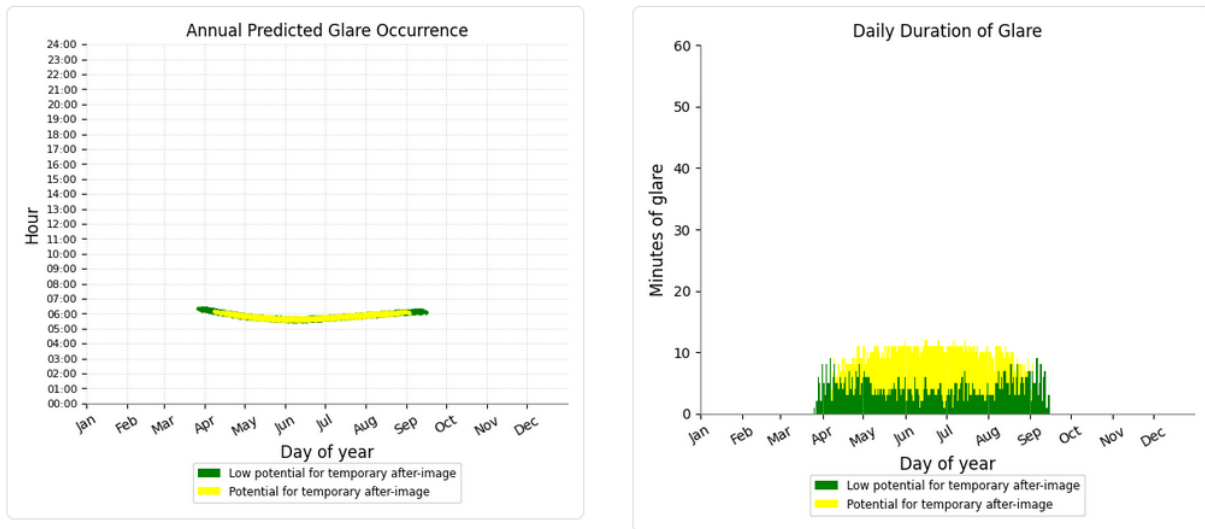 Annual Predicted Glare Occurrence
24:00
23:00
22:00
21:00
20:00
19:00
18:00
17:00
16:00
15:00
14:00
13:00
12:00
11:00
10:00
09:00
08:00
07:00
06:00
05:00
04:00
03:00
02:00
01:00
00:00
Hour
Jan Feb Mar Apr May Jun Jul Aug Sep Oct Nov Dec
Day of year
Low potential for temporary after-image
Potential for temporary after-image
Daily Duration of Glare
60
50
40
30
20
10
0
Minutes of glare
Jan Feb Mar Apr May Jun Jul Aug Sep Oct Nov Dec
Day of year
Low potential for temporary after-image
Potential for temporary after-image